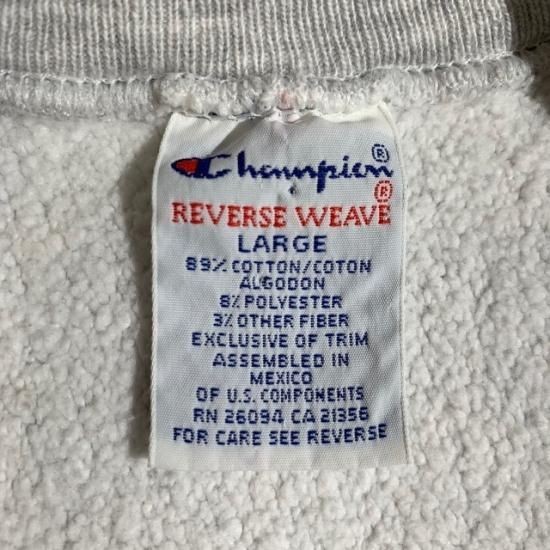 Champion®
REVERSE WEAVE®
LARGE
89% COTTON/COTON
ALGODON
8% POLYESTER
3% OTHER FIBER
EXCLUSIVE OF TRIM
ASSEMBLED IN
MEXICO
OF U.S. COMPONENTS
RN 26094 CA 21356
FOR CARE SEE REVERSE